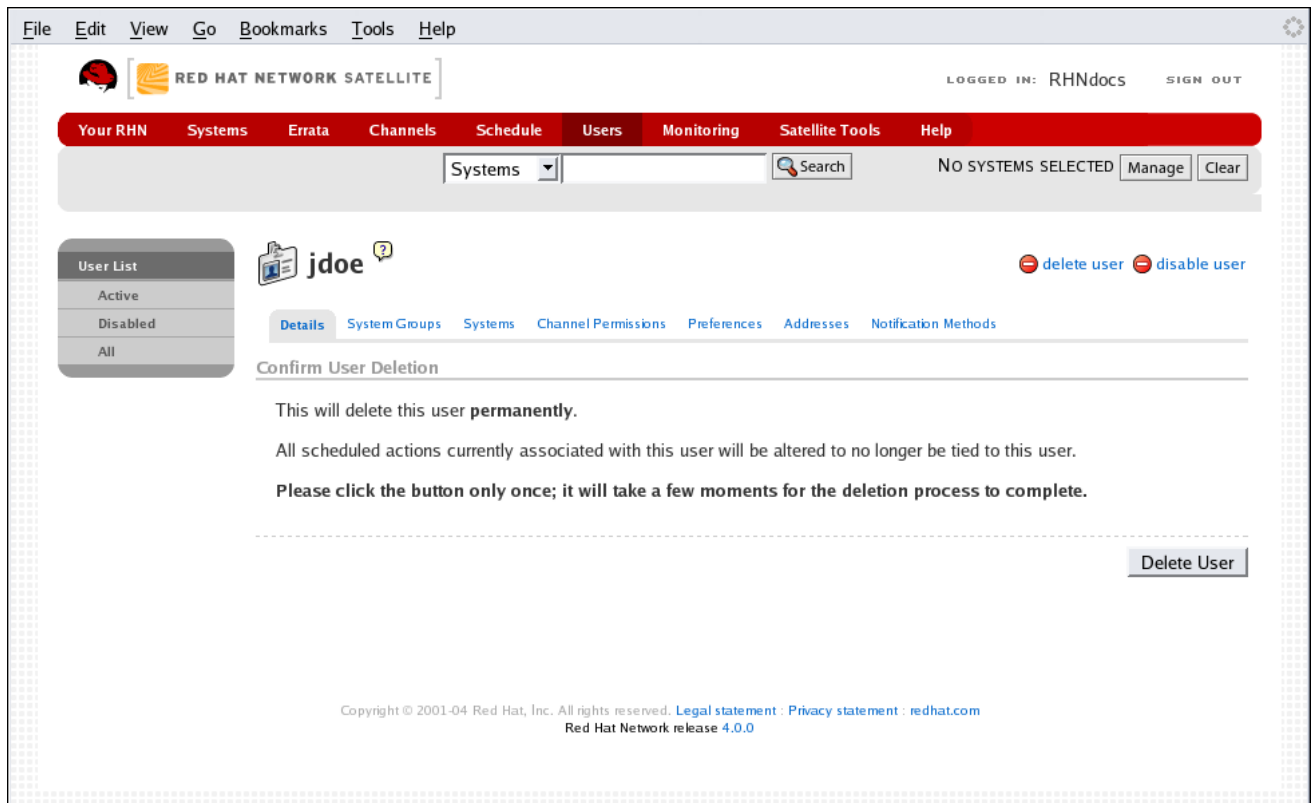 File Edit View Go Bookmarks Tools Help
RED HAT NETWORK SATELLITE
LOGGED IN: RHNdocs SIGN OUT
Your RHN Systems Errata Channels Schedule Users Monitoring Satellite Tools Help
Systems Search NO SYSTEMS SELECTED Manage Clear
User List
Active
Disabled
All
jdoe ?
delete user disable user
Details System Groups Systems Channel Permissions Preferences Addresses Notification Methods
Confirm User Deletion
This will delete this user permanently.
All scheduled actions currently associated with this user will be altered to no longer be tied to this user.
Please click the button only once; it will take a few moments for the deletion process to complete.
Delete User
Copyright © 2001-04 Red Hat, Inc. All rights reserved. Legal statement : Privacy statement : redhat.com
Red Hat Network release 4.0.0